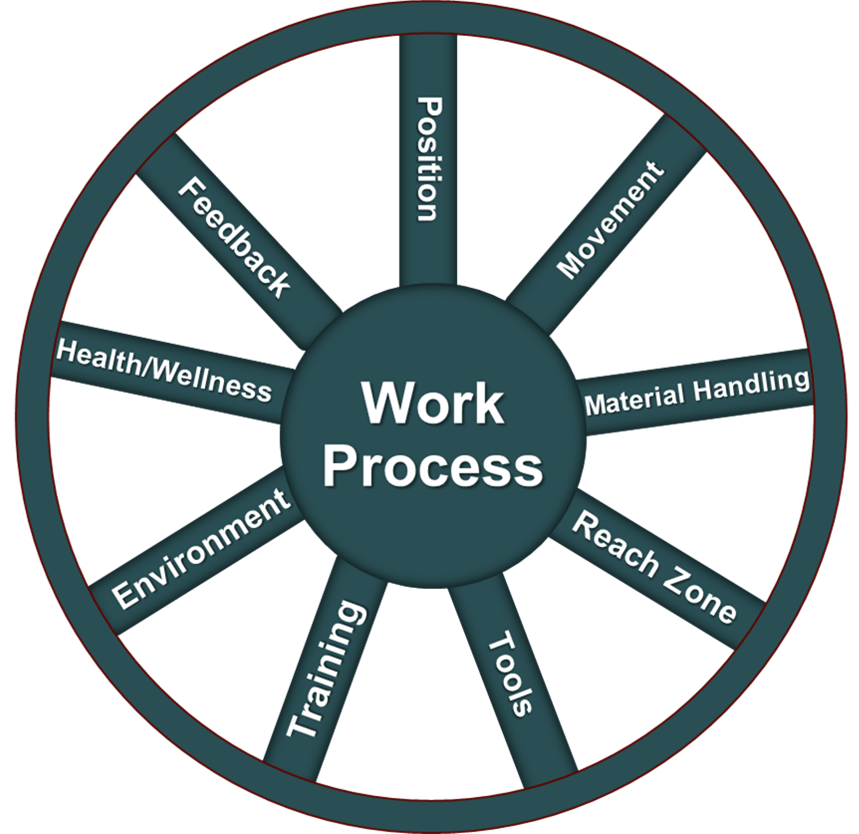 Position
Movement
Material Handling
Reach Zone
Tools
Training
Environment
Health/Wellness
Feedback
Work
Process